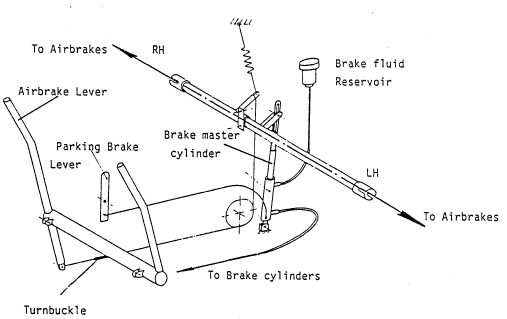 To Airbrakes
RH
Brake fluid
Reservoir
Airbrake Lever
Brake master
cylinder
Parking Brake
Lever
LH
To Airbrakes
To Brake cylinders
Turnbuckle